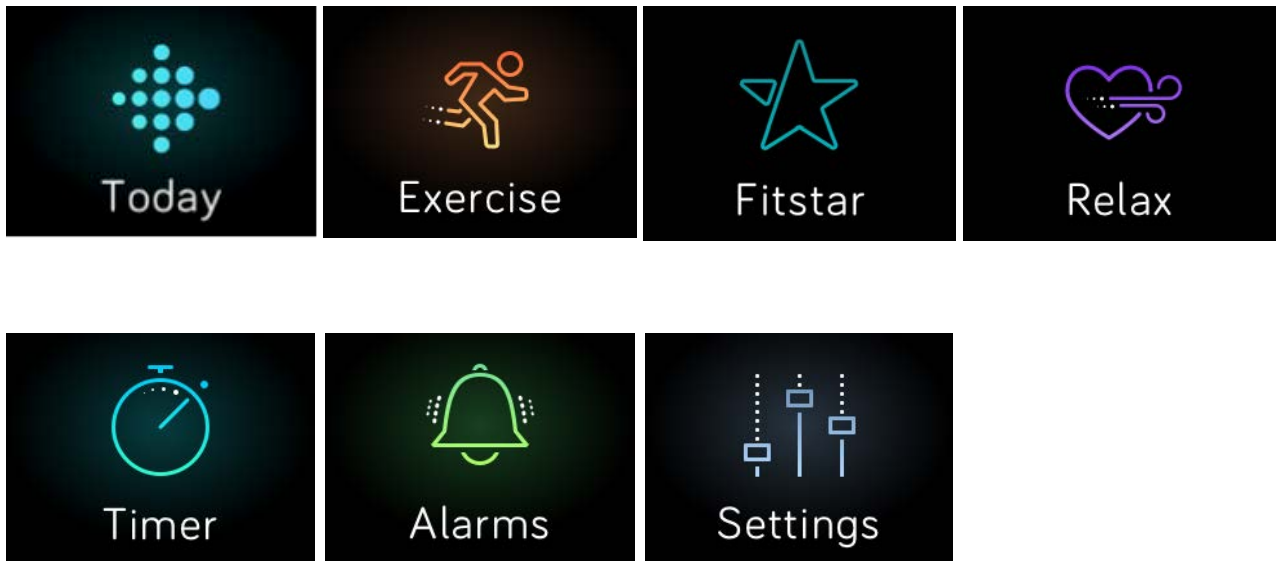 Today
Exercise
Fitstar
Relax
Timer
Alarms
Settings